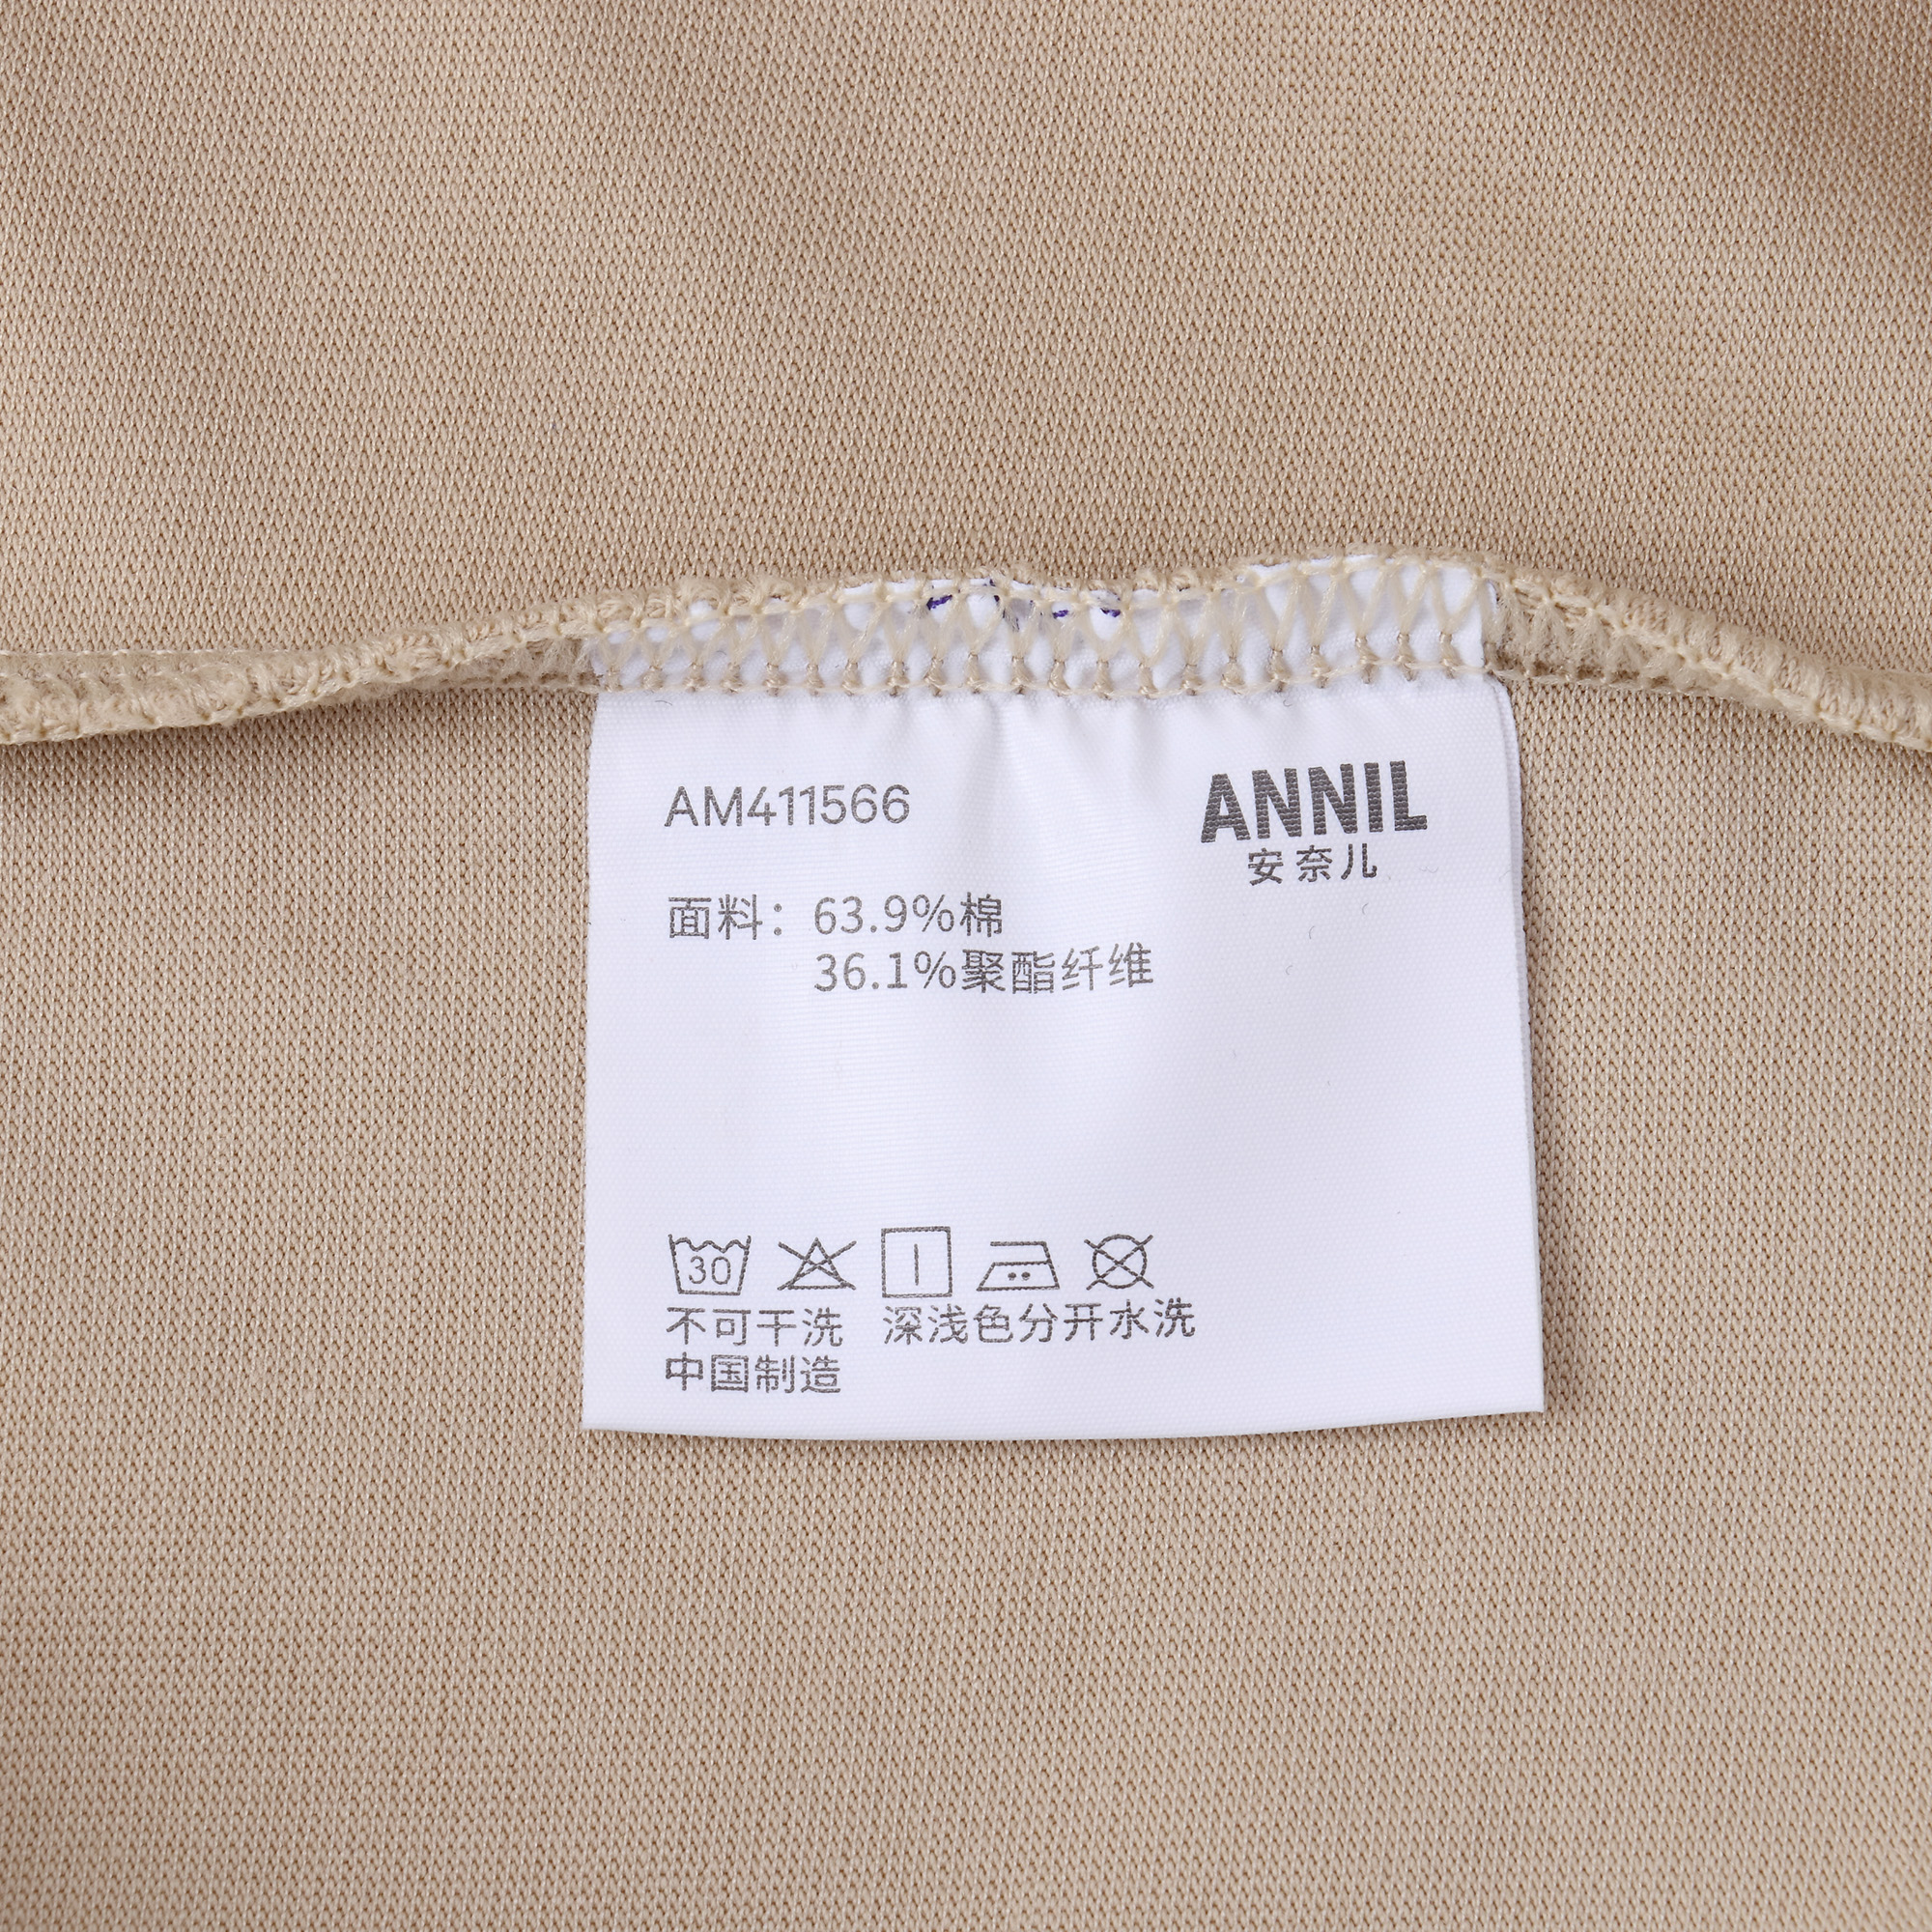 AM411566
ANNIL
安奈儿
面料：63.9%棉
36.1%聚酯纤维
30
不可干洗 深浅色分开水洗
中国制造